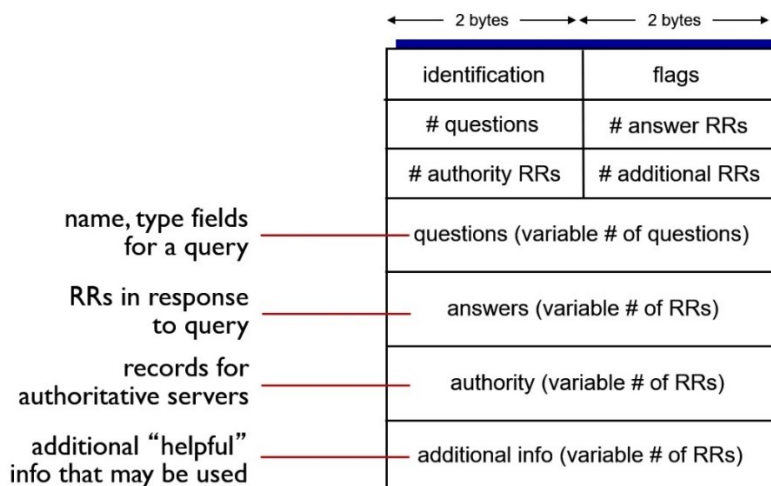 2 bytes 2 bytes
identification flags
# questions # answer RRs
# authority RRs # additional RRs
name, type fields
for a query
questions (variable # of questions)
RRs in response
to query
answers (variable # of RRs)
records for
authoritative servers
authority (variable # of RRs)
additional “helpful”
info that may be used
additional info (variable # of RRs)